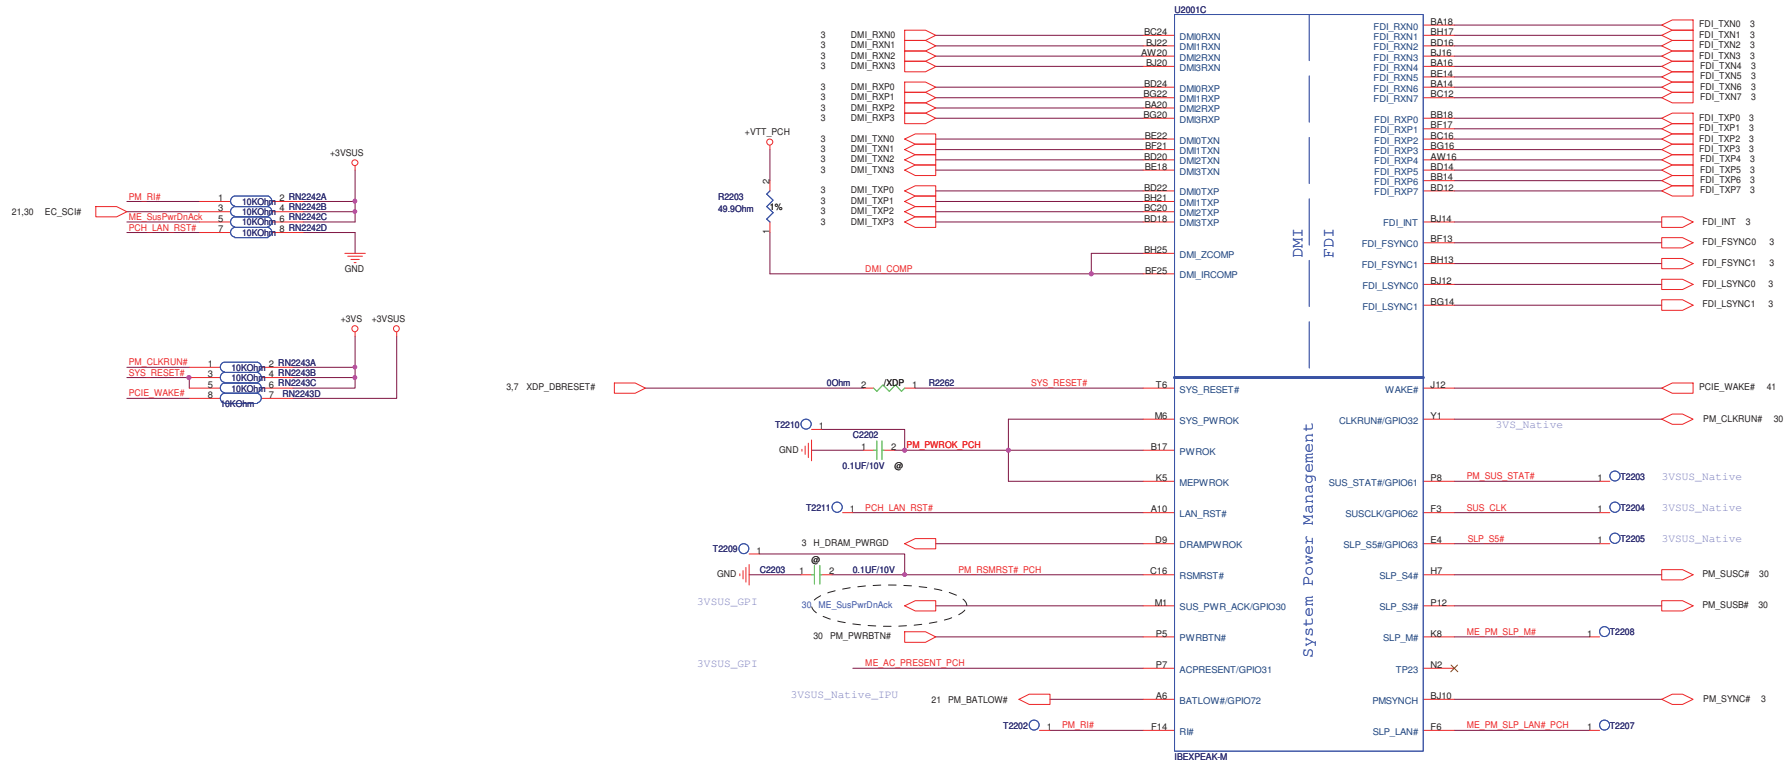 U2001C
3 DMI_RXN0 BC24 DMI0RXN
3 DMI_RXN1 BJ22 DMI1RXN
3 DMI_RXN2 AW20 DMI2RXN
3 DMI_RXN3 BJ20 DMI3RXN
3 DMI_RXP0 BD24 DMI0RXP
3 DMI_RXP1 BG22 DMI1RXP
3 DMI_RXP2 BA20 DMI2RXP
3 DMI_RXP3 BG20 DMI3RXP
3 DMI_TXN0 BE22 DMI0TXN
3 DMI_TXN1 BF21 DMI1TXN
3 DMI_TXN2 BD20 DMI2TXN
3 DMI_TXN3 BE18 DMI3TXN
3 DMI_TXP0 BD22 DMI0TXP
3 DMI_TXP1 BH21 DMI1TXP
3 DMI_TXP2 BC20 DMI2TXP
3 DMI_TXP3 BD18 DMI3TXP
BH25 DMI_ZCOMP
DMI_COMP BF25 DMI_IRCOMP
+VTT_PCH
2
R2203
49.9Ohm 1%
1
DMI
FDI
FDI_RXN0 BA18 FDI_TXN0 3
FDI_RXN1 BH17 FDI_TXN1 3
FDI_RXN2 BD16 FDI_TXN2 3
FDI_RXN3 BJ16 FDI_TXN3 3
FDI_RXN4 BA16 FDI_TXN4 3
FDI_RXN5 BE14 FDI_TXN5 3
FDI_RXN6 BA14 FDI_TXN6 3
FDI_RXN7 BC12 FDI_TXN7 3
FDI_RXP0 BB18 FDI_TXP0 3
FDI_RXP1 BF17 FDI_TXP1 3
FDI_RXP2 BC16 FDI_TXP2 3
FDI_RXP3 BG16 FDI_TXP3 3
FDI_RXP4 AW16 FDI_TXP4 3
FDI_RXP5 BD14 FDI_TXP5 3
FDI_RXP6 BB14 FDI_TXP6 3
FDI_RXP7 BD12 FDI_TXP7 3
FDI_INT BJ14 FDI_INT 3
FDI_FSYNC0 BF13 FDI_FSYNC0 3
FDI_FSYNC1 BH13 FDI_FSYNC1 3
FDI_LSYNC0 BJ12 FDI_LSYNC0 3
FDI_LSYNC1 BG14 FDI_LSYNC1 3
+3VSUS
PM_RI# 1 10KOhm 2 RN2242A
21,30 EC_SCI# 3 10KOhm 4 RN2242B
ME_SusPwrDnAck 5 10KOhm 6 RN2242C
PCH_LAN_RST# 7 10KOhm 8 RN2242D
GND
+3VS +3VSUS
PM_CLKRUN# 1 10KOhm 2 RN2243A
SYS_RESET# 3 10KOhm 4 RN2243B
5 10KOhm 6 RN2243C
PCIE_WAKE# 8 10KOhm 7 RN2243D
3,7 XDP_DBRESET# 0Ohm 2 /XDP 1 R2262 SYS_RESET# T6 SYS_RESET#
M6 SYS_PWROK
T2210 1
C2202
GND 1 2 PM_PWROK_PCH B17 PWROK
0.1UF/10V @
K5 MEPWROK
T2211 1 PCH_LAN_RST# A10 LAN_RST#
3 H_DRAM_PWRGD D9 DRAMPWROK
T2209 1
@
GND C2203 1 2 0.1UF/10V PM_RSMRST#_PCH C16 RSMRST#
3VSUS_GPI 30 ME_SusPwrDnAck M1 SUS_PWR_ACK/GPIO30
30 PM_PWRBTN# P5 PWRBTN#
3VSUS_GPI ME_AC_PRESENT_PCH P7 ACPRESENT/GPIO31
3VSUS_Native_IPU
21 PM_BATLOW# A6 BATLOW#/GPIO72
T2202 1 PM_RI# F14 RI#
System Power Management
WAKE# J12 PCIE_WAKE# 41
CLKRUN#/GPIO32 Y1 3VS_Native PM_CLKRUN# 30
SUS_STAT#/GPIO61 P8 PM_SUS_STAT# 1 T2203 3VSUS_Native
SUSCLK/GPIO62 F3 SUS_CLK 1 T2204 3VSUS_Native
SLP_S5#/GPIO63 E4 SLP_S5# 1 T2205 3VSUS_Native
SLP_S4# H7 PM_SUSC# 30
SLP_S3# P12 PM_SUSB# 30
SLP_M# K8 ME_PM_SLP_M# 1 T2208
TP23 N2
PMSYNCH BJ10 PM_SYNC# 3
SLP_LAN# F6 ME_PM_SLP_LAN#_PCH 1 T2207
IBEXPEAK-M